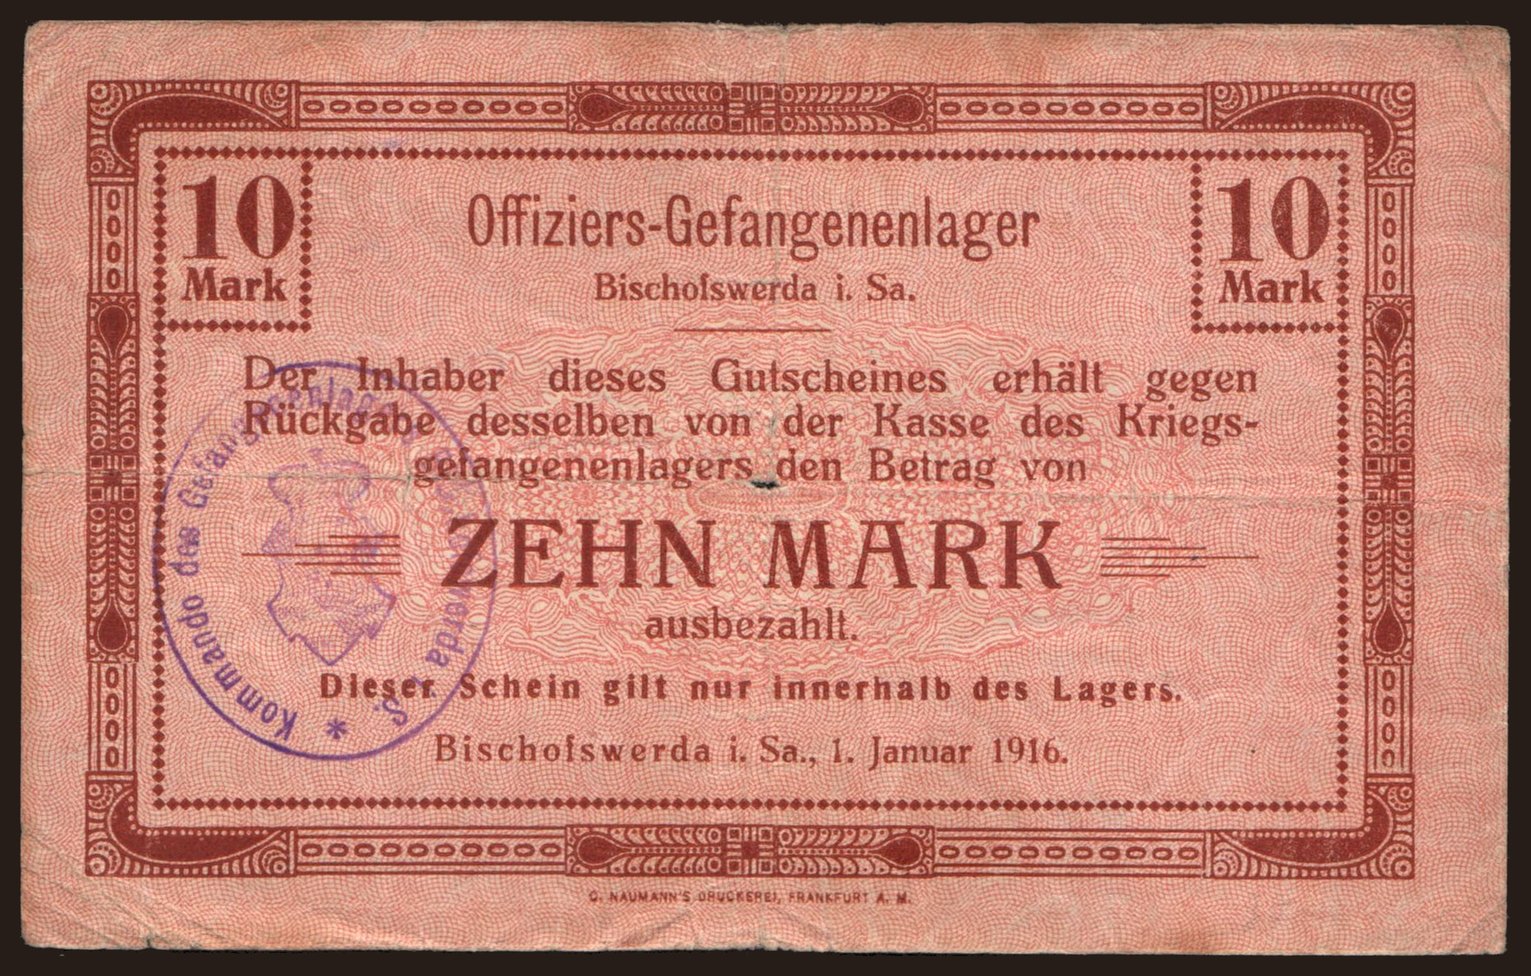 10
Mark
10
Mark
Offiziers-Gefangenenlager
Bischofswerda i. Sa.
Der Inhaber dieses Gutscheines erhält gegen
Rückgabe desselben von der Kasse des Kriegs-
gefangenenlagers den Betrag von
ZEHN MARK
ausbezahlt.
Dieser Schein gilt nur innerhalb des Lagers.
Bischofswerda i. Sa., 1. Januar 1916.
Kommando des Gefangenenlagers i. S. *
C. NAUMANN'S DRUCKEREI, FRANKFURT A. M.